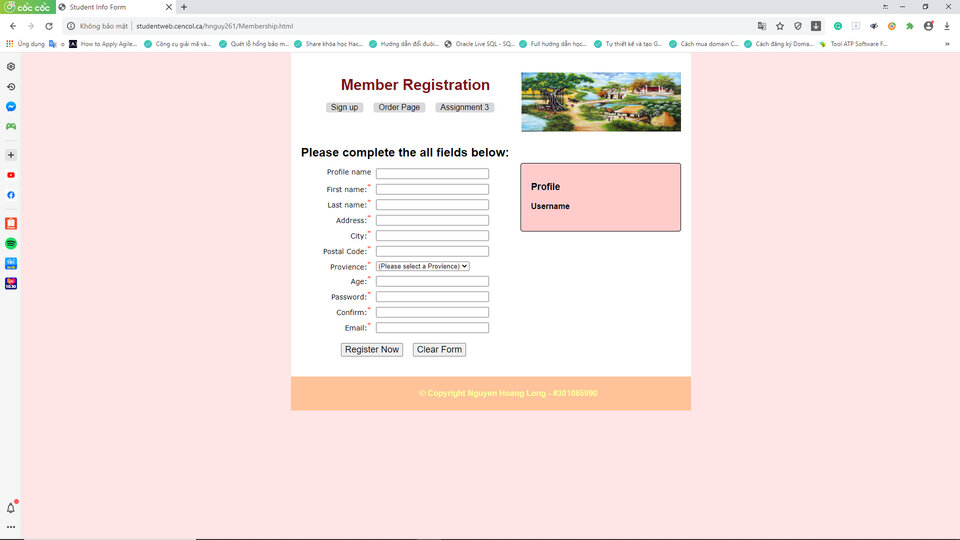 cốc cốc
Student Info Form
Không bảo mật | studentweb.cencol.ca/hnguy261/Membership.html
Ứng dụng
o
How to Apply Agile...
Công cụ giải mã vă...
Quét lỗ hổng bảo m...
Share khóa học Hac...
Hướng dẫn đổi đuôi...
Oracle Live SQL - SQ...
Full hướng dẫn học...
Tự thiết kế và tạo G...
Cách mua domain C...
Cách đăng ký Doma...
Tool ATP Software F...
Member Registration
Sign up Order Page Assignment 3
Please complete the all fields below:
Profile name
First name:*
Last name:*
Address:*
City:*
Postal Code:*
Provience:* (Please select a Provience)
Age:*
Password:*
Confirm:*
Email:*
Register Now Clear Form
Profile
Username
© Copyright Nguyen Hoang Long - #301085990